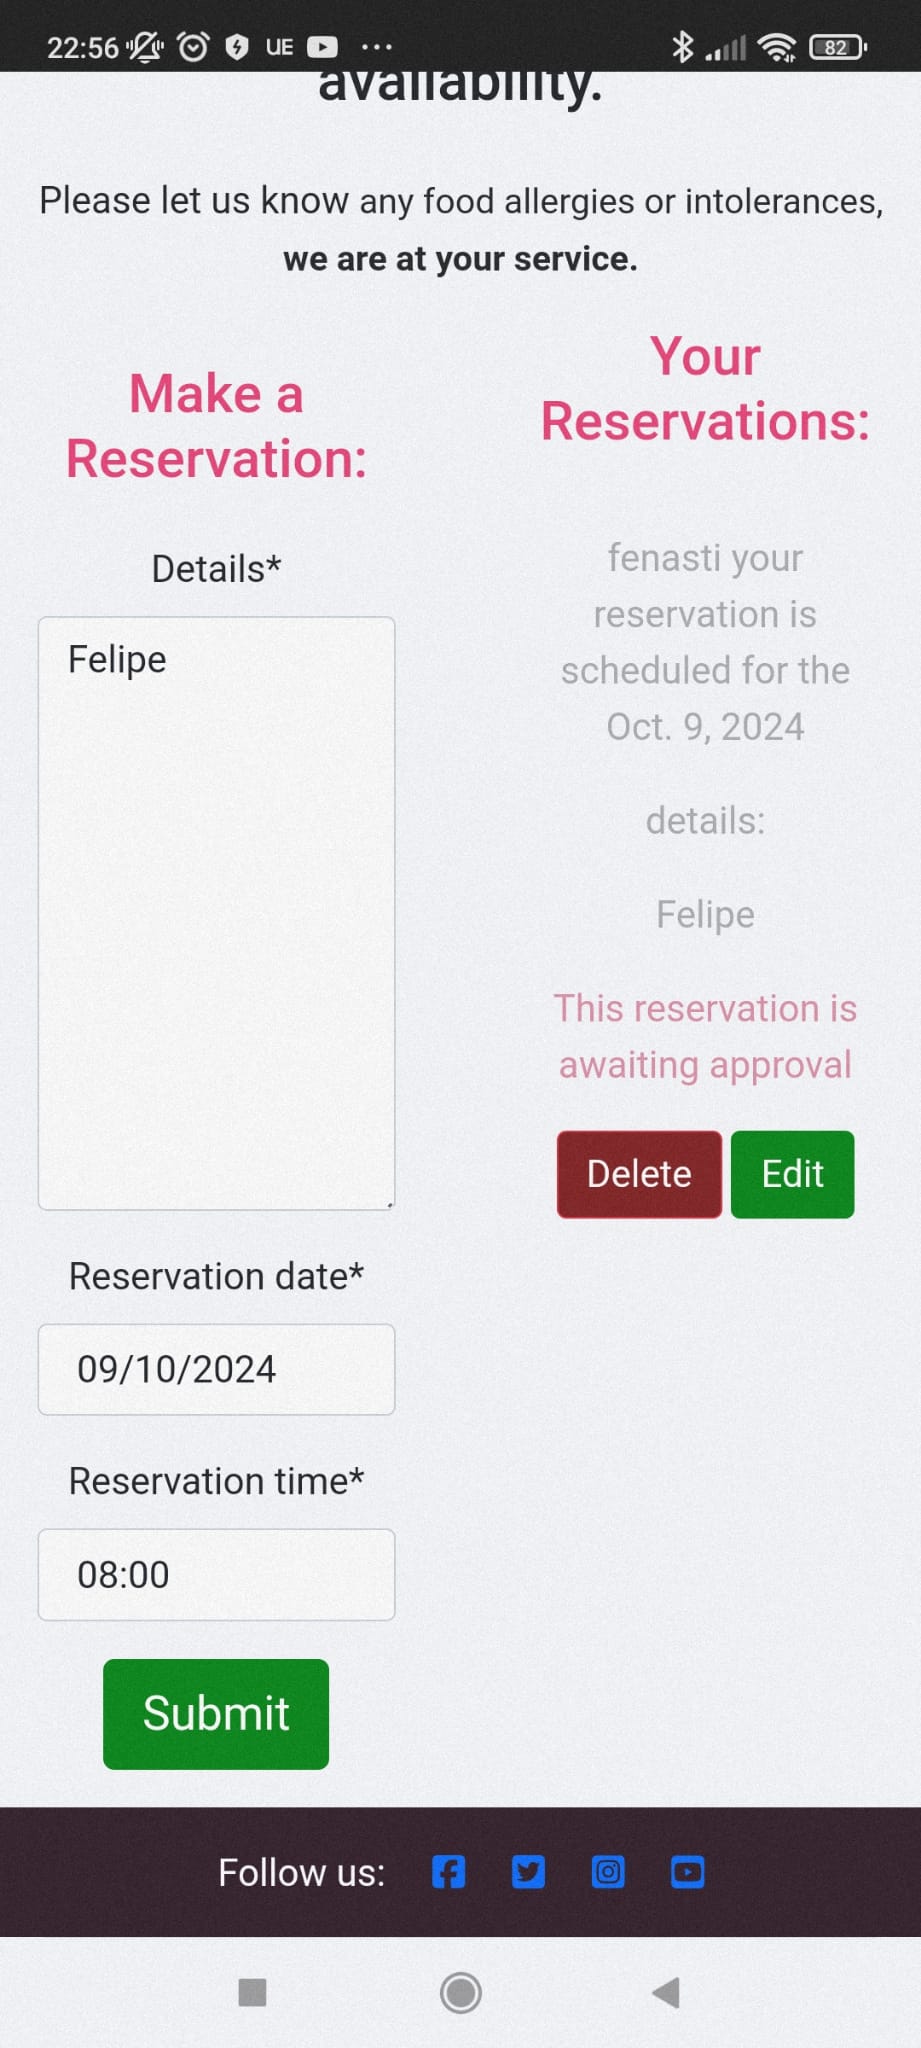 22:56 UE 82
availability.
Please let us know any food allergies or intolerances,
we are at your service.
Make a
Reservation:
Details*
Felipe
Reservation date*
09/10/2024
Reservation time*
08:00
Submit
Your
Reservations:
fenasti your
reservation is
scheduled for the
Oct. 9, 2024
details:
Felipe
This reservation is
awaiting approval
Delete Edit
Follow us: